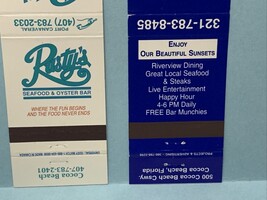 PORT CANAVERAL
(407) 783-2033
Rusty's
SEAFOOD & OYSTER BAR
WHERE THE FUN BEGINS
AND THE FOOD NEVER ENDS
Cocoa Beach
407-783-2401
321-783-8485
ENJOY
OUR BEAUTIFUL SUNSETS
Riverview Dining
Great Local Seafood
& Steaks
Live Entertainment
Happy Hour
4-6 PM Daily
FREE Bar Munchies
500 Cocoa Beach Cswy.
Cocoa Beach, Florida